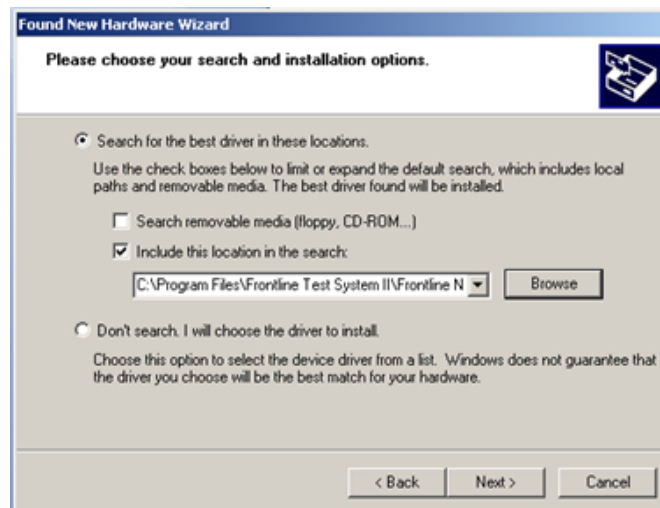 Found New Hardware Wizard
Please choose your search and installation options.
Search for the best driver in these locations.
Use the check boxes below to limit or expand the default search, which includes local
paths and removable media. The best driver found will be installed.
Search removable media (floppy, CD-ROM...)
Include this location in the search:
C:\Program Files\Frontline Test System II\Frontline N
Browse
Don't search. I will choose the driver to install.
Choose this option to select the device driver from a list. Windows does not guarantee that
the driver you choose will be the best match for your hardware.
< Back
Next >
Cancel